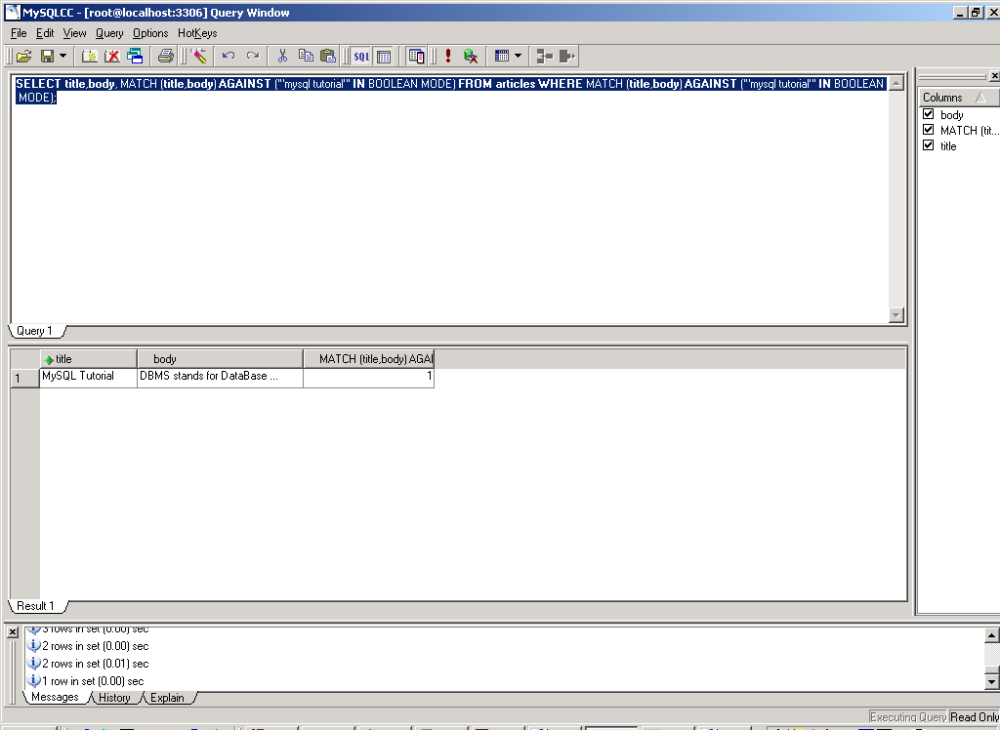 MySQLCC - [root@localhost:3306] Query Window
File Edit View Query Options HotKeys
SQL
SELECT title,body, MATCH (title,body) AGAINST ("'mysql tutorial'" IN BOOLEAN MODE) FROM articles WHERE MATCH (title,body) AGAINST ("'mysql tutorial'" IN BOOLEAN
MODE);
Columns
body
MATCH (tit...
title
Query 1
title body MATCH (title,body) AGAI
1 MySQL Tutorial DBMS stands for DataBase ... 1
Result 1
3 rows in set (0.00) sec
2 rows in set (0.00) sec
2 rows in set (0.01) sec
1 row in set (0.00) sec
Messages History Explain
Executing Query Read Only